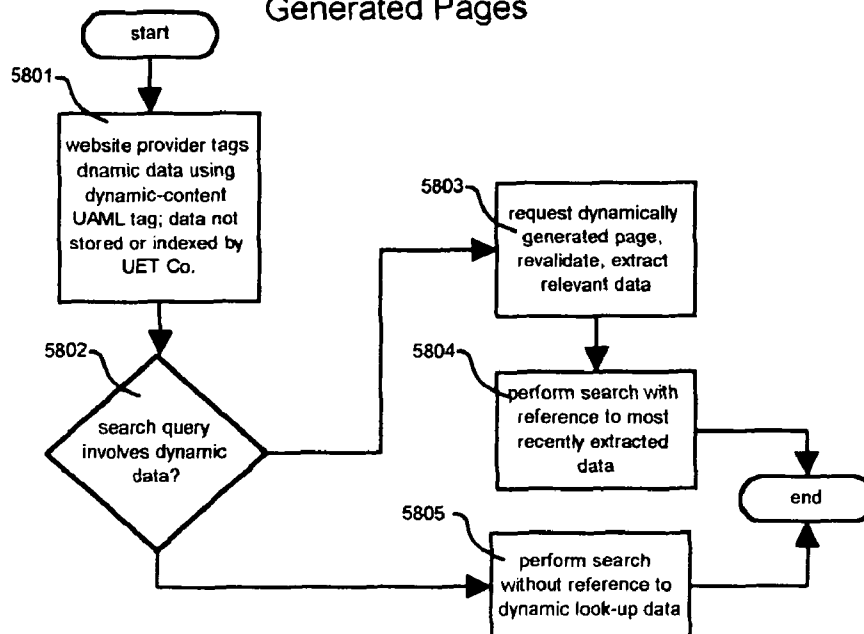 Generated Pages
start
5801
website provider tags
dnamic data using
dynamic-content
UAML tag; data not
stored or indexed by
UET Co.
5802
search query
involves dynamic
data?
5803
request dynamically
generated page,
revalidate, extract
relevant data
5804
perform search with
reference to most
recently extracted
data
end
5805
perform search
without reference to
dynamic look-up data